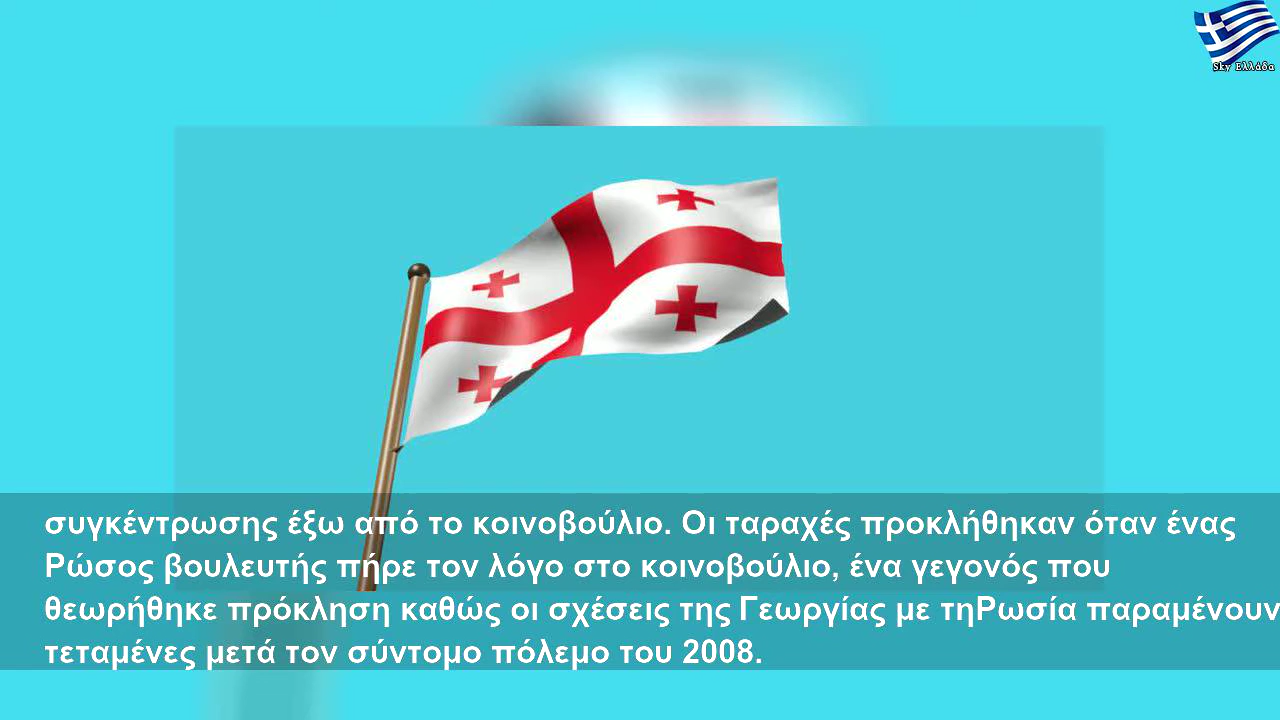 Sky Ελλάδα
συγκέντρωσης έξω από το κοινοβούλιο. Οι ταραχές προκλήθηκαν όταν ένας
Ρώσος βουλευτής πήρε τον λόγο στο κοινοβούλιο, ένα γεγονός που
θεωρήθηκε πρόκληση καθώς οι σχέσεις της Γεωργίας με τηΡωσία παραμένουν
τεταμένες μετά τον σύντομο πόλεμο του 2008.